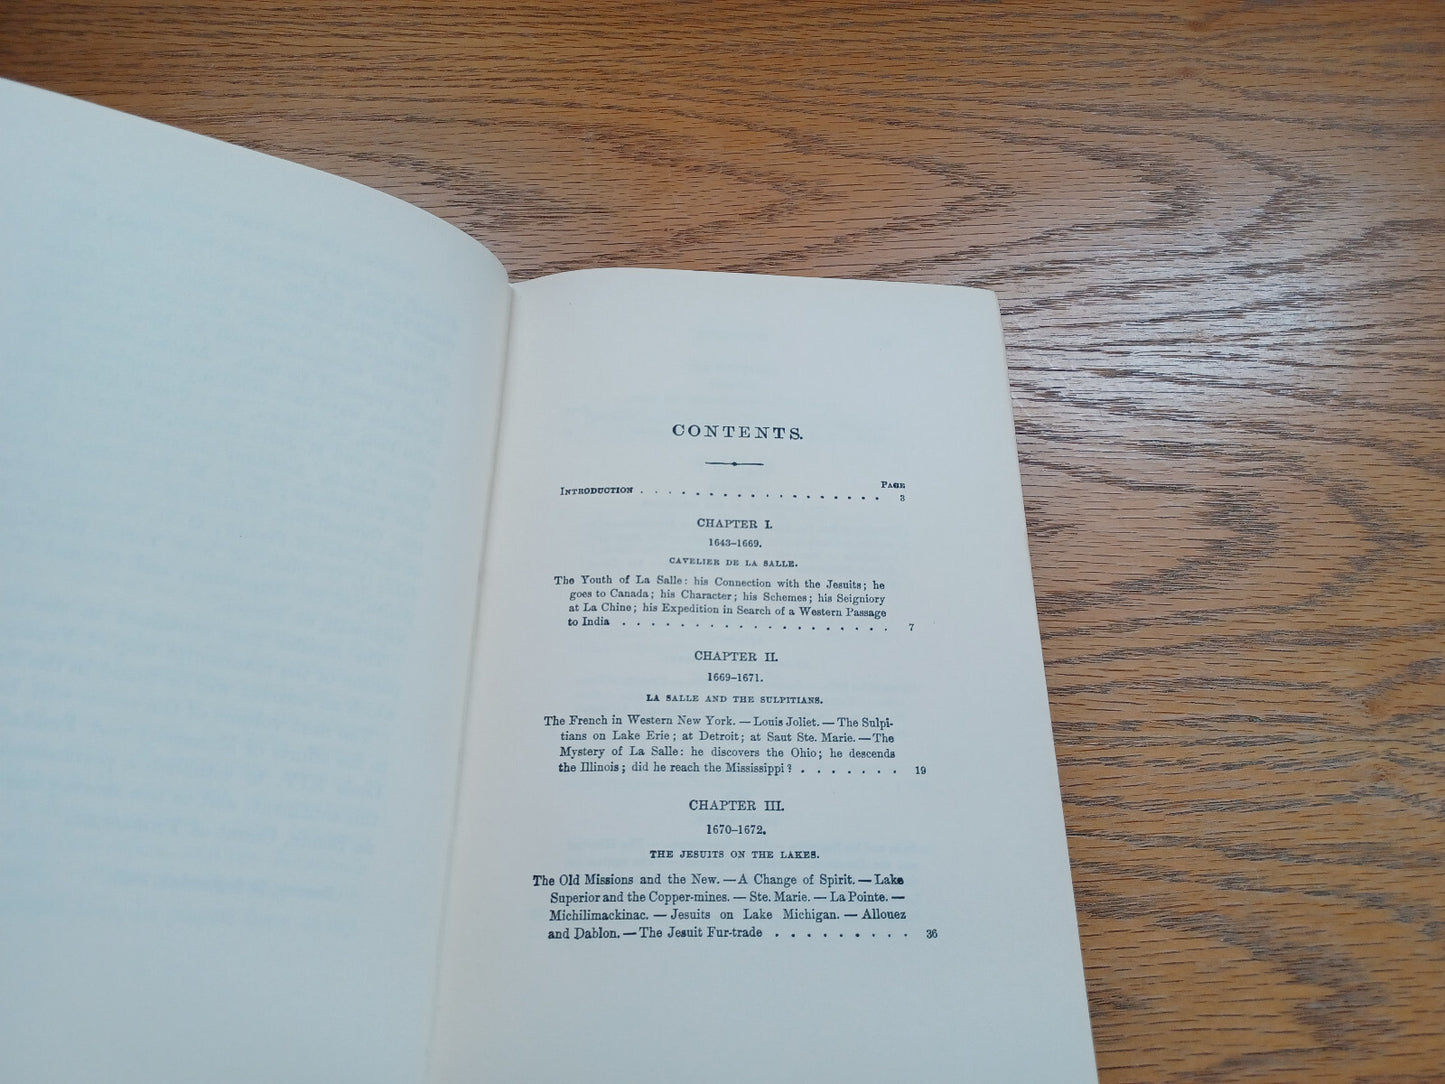 CONTENTS.
PAGE
INTRODUCTION . . . . . . . . . . . . . . . . . . 3
CHAPTER I.
1643–1669.
CAVELIER DE LA SALLE.
The Youth of La Salle: his Connection with the Jesuits; he
goes to Canada; his Character; his Schemes; his Seigniory
at La Chine; his Expedition in Search of a Western Passage
to India . . . . . . . . . . . . . . . . . . . 7
CHAPTER II.
1669–1671.
LA SALLE AND THE SULPITIANS.
The French in Western New York. — Louis Joliet. — The Sulpi-
tians on Lake Erie; at Detroit; at Saut Ste. Marie. — The
Mystery of La Salle: he discovers the Ohio; he descends
the Illinois; did he reach the Mississippi? . . . . . . . 19
CHAPTER III.
1670–1672.
THE JESUITS ON THE LAKES.
The Old Missions and the New. — A Change of Spirit. — Lake
Superior and the Copper-mines. — Ste. Marie. — La Pointe. —
Michilimackinac. — Jesuits on Lake Michigan. — Allouez
and Dablon. — The Jesuit Fur-trade . . . . . . . . . 36